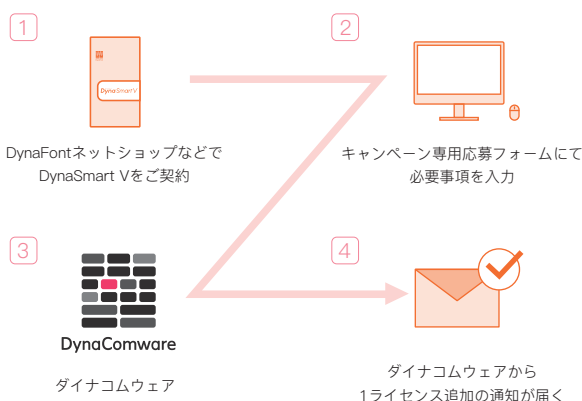 1
DynaSmart V
DynaFontネットショップなどで
DynaSmart Vをご契約
2
キャンペーン専用応募フォームにて
必要事項を入力
3
DynaComware
ダイナコムウェア
4
ダイナコムウェアから
1ライセンス追加の通知が届く